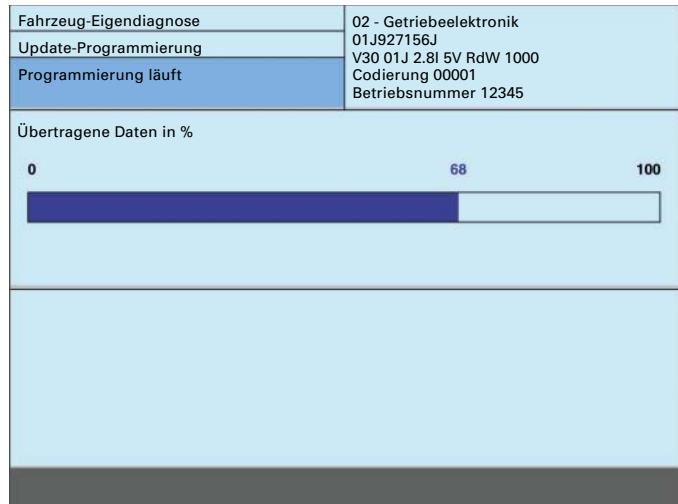 Fahrzeug-Eigendiagnose
Update-Programmierung
Programmierung läuft
02 - Getriebeelektronik
01J927156J
V30 01J 2.8l 5V RdW 1000
Codierung 00001
Betriebsnummer 12345
Übertragene Daten in %
0 68 100